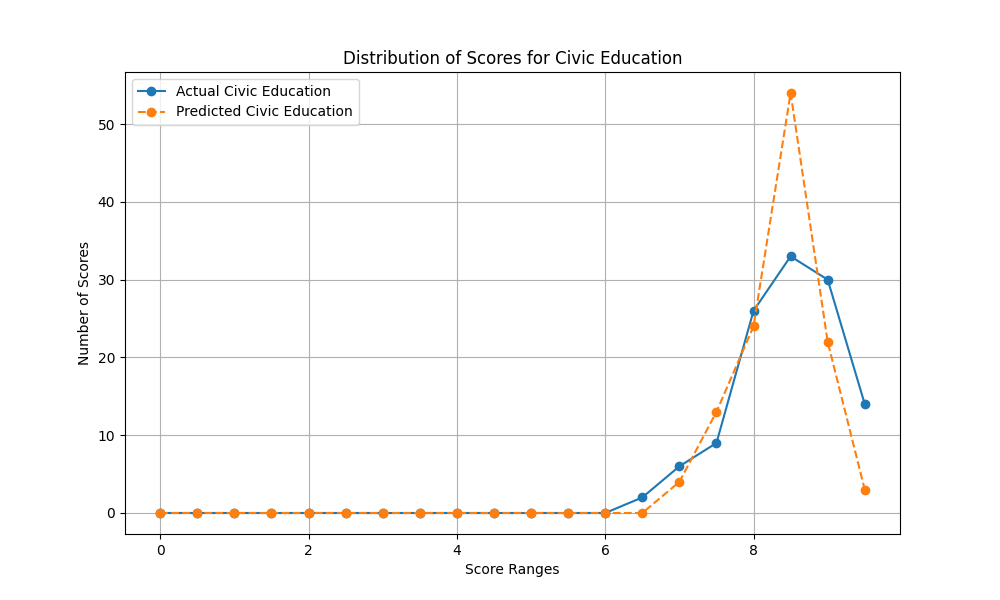 Distribution of Scores for Civic Education
Actual Civic Education
Predicted Civic Education
Number of Scores
50
40
30
20
10
0
0 2 4 6 8
Score Ranges